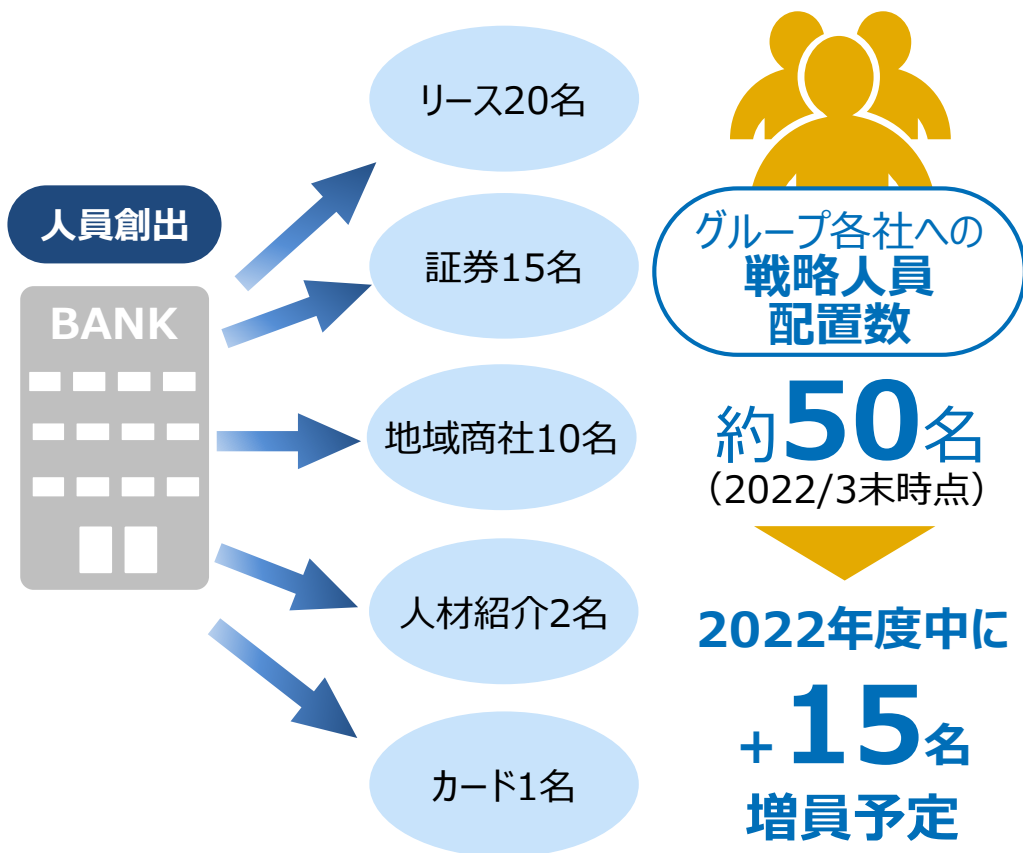 人員創出
BANK
リース20名
証券15名
地域商社10名
人材紹介2名
カード1名
グループ各社への
戦略人員
配置数
約50名
（2022/3末時点）
2022年度中に
+15名
増員予定